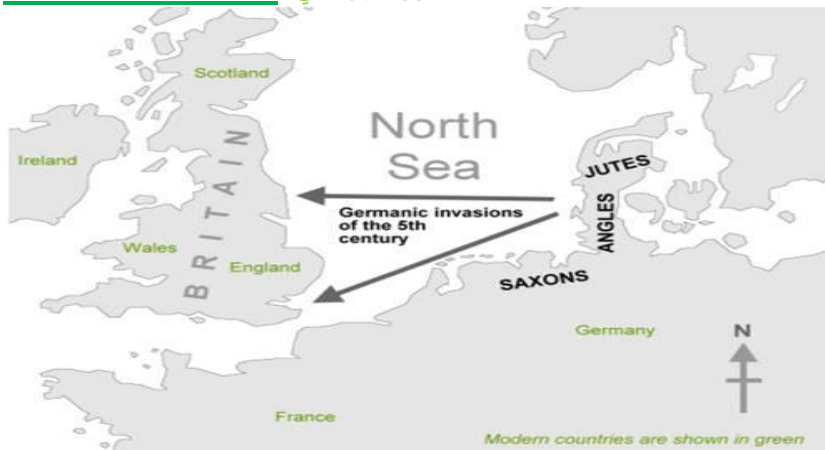 Scotland
North
Sea
Ireland
JUTES
BRITAIN
Germanic invasions
of the 5th
century
ANGLES
Wales
England
SAXONS
Germany
N
France
Modern countries are shown in green